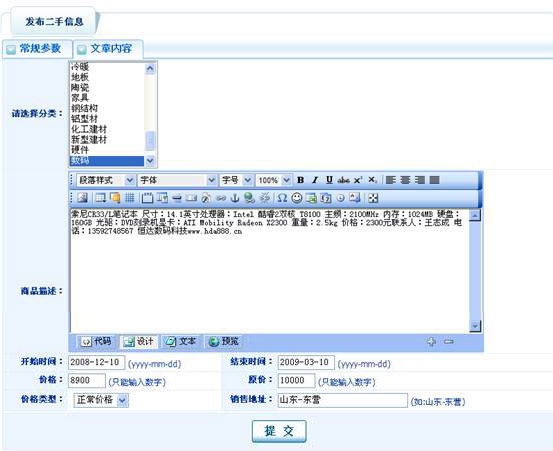 发布二手信息
常规参数 文章内容
请选择分类：
冷暖
地板
陶瓷
家具
钢结构
铝型材
化工建材
新型建材
硬件
数码
商品描述：
段落样式 字体 字号 100% B I U abc x² x₂
索尼CR33/L笔记本 尺寸：14.1英寸处理器：Intel 酷睿2双核 T8100 主频：2100MHz 内存：1024MB 硬盘：
160GB 光驱：DVD刻录机显卡：ATI Mobility Radeon X2300 重量：2.5kg 价格：2300元联系人：王志成 电
话：13592748567 恒达数码科技www.hda888.cn
代码 设计 文本 预览
开始时间： 2008-12-10 (yyyy-mm-dd) 结束时间： 2009-03-10 (yyyy-mm-dd)
价格： 8900 (只能输入数字) 原价： 10000 (只能输入数字)
价格类型： 正常价格 销售地址： 山东-东营 (如:山东-东营)
提 交